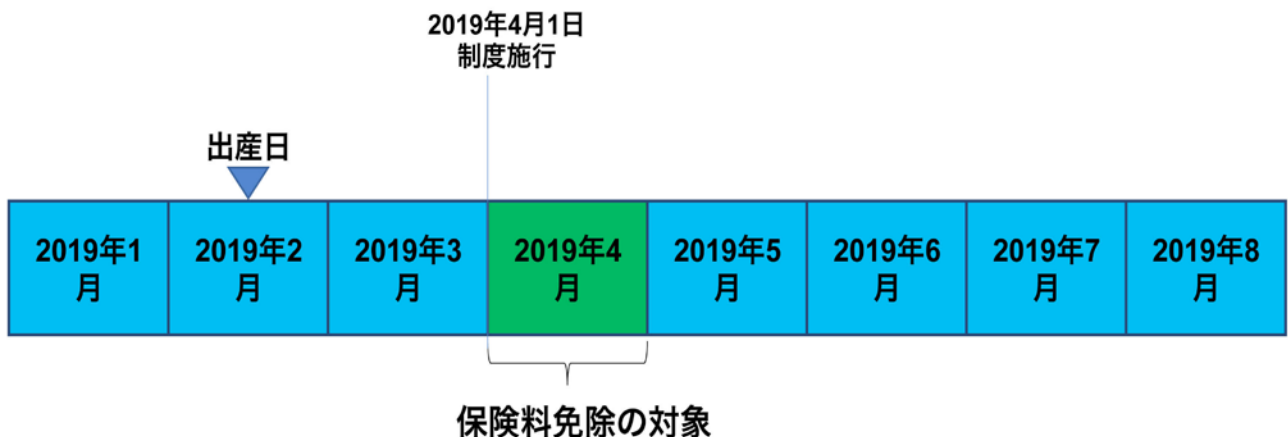 2019年4月1日
制度施行
出産日
2019年1
月
2019年2
月
2019年3
月
2019年4
月
2019年5
月
2019年6
月
2019年7
月
2019年8
月
保険料免除の対象